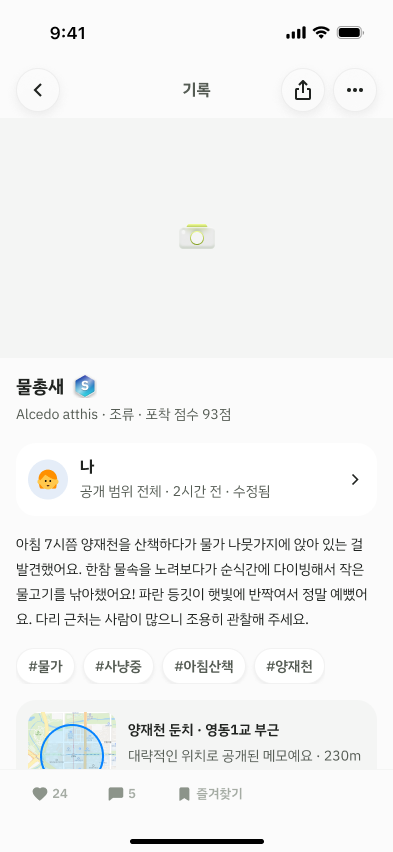 9:41
기록
물총새 S
Alcedo atthis · 조류 · 포착 점수 93점
나
공개 범위 전체 · 2시간 전 · 수정됨
아침 7시쯤 양재천을 산책하다가 물가 나뭇가지에 앉아 있는 걸
발견했어요. 한참 물속을 노려보다가 순식간에 다이빙해서 작은
물고기를 낚아챘어요! 파란 등깃이 햇빛에 반짝여서 정말 예뻤어
요. 다리 근처는 사람이 많으니 조용히 관찰해 주세요.
#물가 #사냥중 #아침산책 #양재천
양재천 둔치 · 영동1교 부근
대략적인 위치로 공개된 메모예요 · 230m
24 5 즐겨찾기